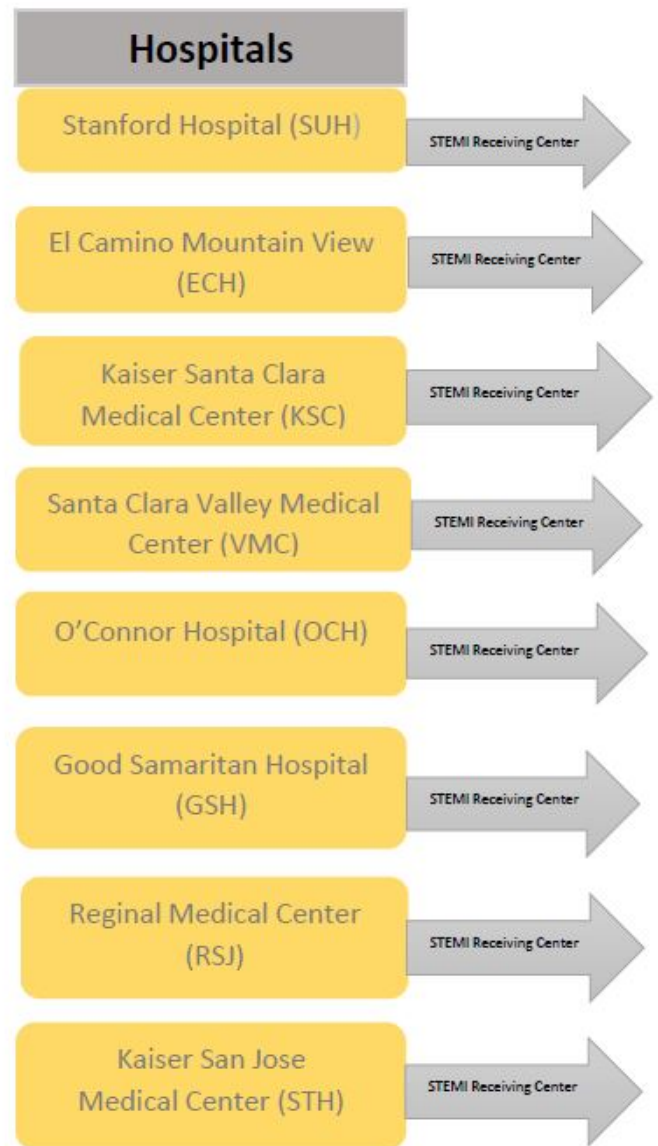 Hospitals
Stanford Hospital (SUH)
STEMI Receiving Center
El Camino Mountain View
(ECH)
STEMI Receiving Center
Kaiser Santa Clara
Medical Center (KSC)
STEMI Receiving Center
Santa Clara Valley Medical
Center (VMC)
STEMI Receiving Center
O’Connor Hospital (OCH)
STEMI Receiving Center
Good Samaritan Hospital
(GSH)
STEMI Receiving Center
Reginal Medical Center
(RSJ)
STEMI Receiving Center
Kaiser San Jose
Medical Center (STH)
STEMI Receiving Center